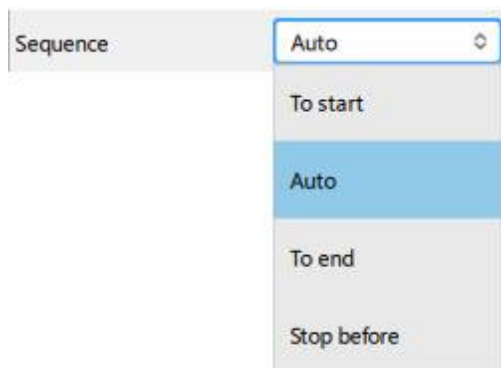 Sequence
Auto
To start
Auto
To end
Stop before